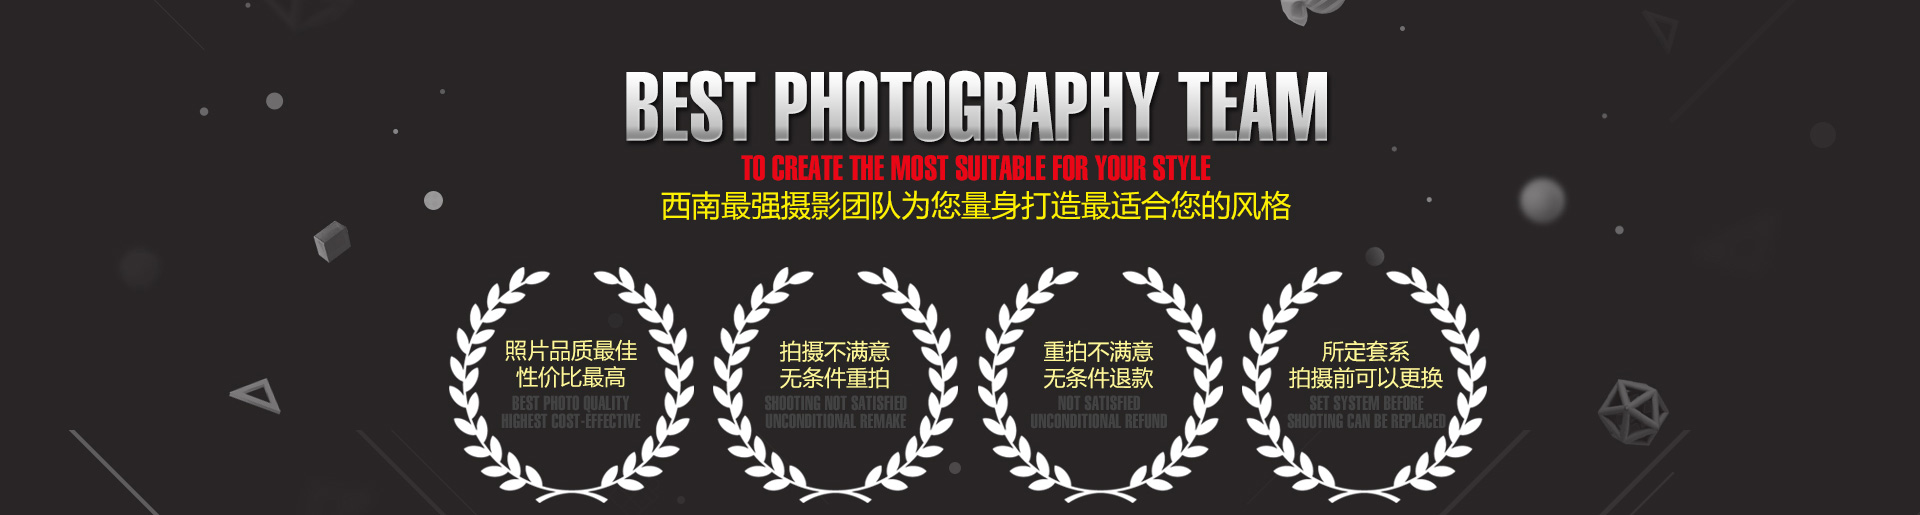 BEST PHOTOGRAPHY TEAM
TO CREATE THE MOST SUITABLE FOR YOUR STYLE
西南最强摄影团队为您量身打造最适合您的风格
照片品质最佳
性价比最高
BEST PHOTO QUALITY
HIGHEST COST-EFFECTIVE
拍摄不满意
无条件重拍
SHOOTING NOT SATISFIED
UNCONDITIONAL REMAKE
重拍不满意
无条件退款
NOT SATISFIED
UNCONDITIONAL REFUND
所定套系
拍摄前可以更换
SET SYSTEM BEFORE
SHOOTING CAN BE REPLACED